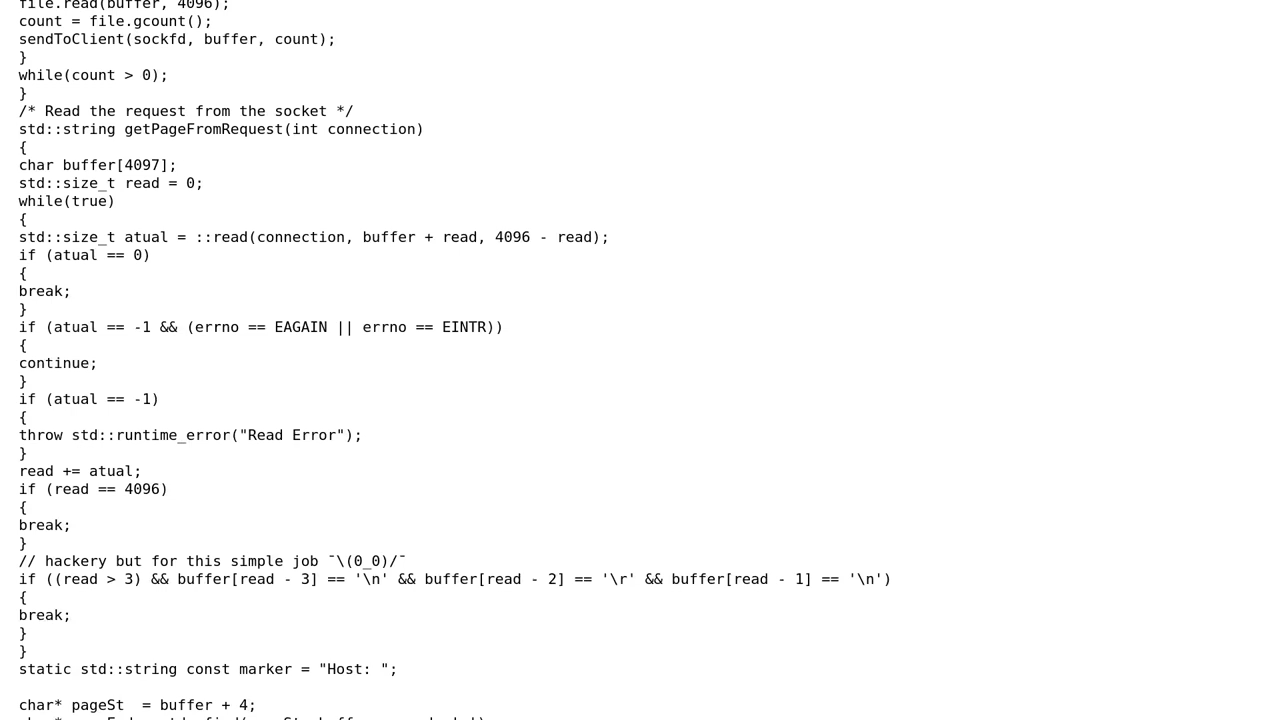 file.read(buffer, 4096);
count = file.gcount();
sendToClient(sockfd, buffer, count);
}
while(count > 0);
}
/* Read the request from the socket */
std::string getPageFromRequest(int connection)
{
char buffer[4097];
std::size_t read = 0;
while(true)
{
std::size_t atual = ::read(connection, buffer + read, 4096 - read);
if (atual == 0)
{
break;
}
if (atual == -1 && (errno == EAGAIN || errno == EINTR))
{
continue;
}
if (atual == -1)
{
throw std::runtime_error("Read Error");
}
read += atual;
if (read == 4096)
{
break;
}
// hackery but for this simple job ¯\(0_0)/¯
if ((read > 3) && buffer[read - 3] == '\n' && buffer[read - 2] == '\r' && buffer[read - 1] == '\n')
{
break;
}
}
static std::string const marker = "Host: ";
char* pageSt  = buffer + 4;